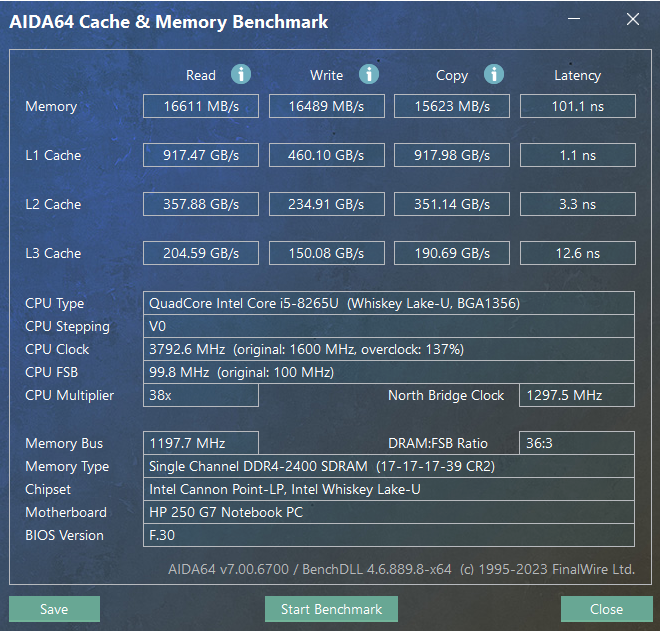 AIDA64 Cache & Memory Benchmark
Read Write Copy Latency
Memory 16611 MB/s 16489 MB/s 15623 MB/s 101.1 ns
L1 Cache 917.47 GB/s 460.10 GB/s 917.98 GB/s 1.1 ns
L2 Cache 357.88 GB/s 234.91 GB/s 351.14 GB/s 3.3 ns
L3 Cache 204.59 GB/s 150.08 GB/s 190.69 GB/s 12.6 ns
CPU Type QuadCore Intel Core i5-8265U (Whiskey Lake-U, BGA1356)
CPU Stepping V0
CPU Clock 3792.6 MHz (original: 1600 MHz, overclock: 137%)
CPU FSB 99.8 MHz (original: 100 MHz)
CPU Multiplier 38x North Bridge Clock 1297.5 MHz
Memory Bus 1197.7 MHz DRAM:FSB Ratio 36:3
Memory Type Single Channel DDR4-2400 SDRAM (17-17-17-39 CR2)
Chipset Intel Cannon Point-LP, Intel Whiskey Lake-U
Motherboard HP 250 G7 Notebook PC
BIOS Version F.30
AIDA64 v7.00.6700 / BenchDLL 4.6.889.8-x64 (c) 1995-2023 FinalWire Ltd.
Save Start Benchmark Close